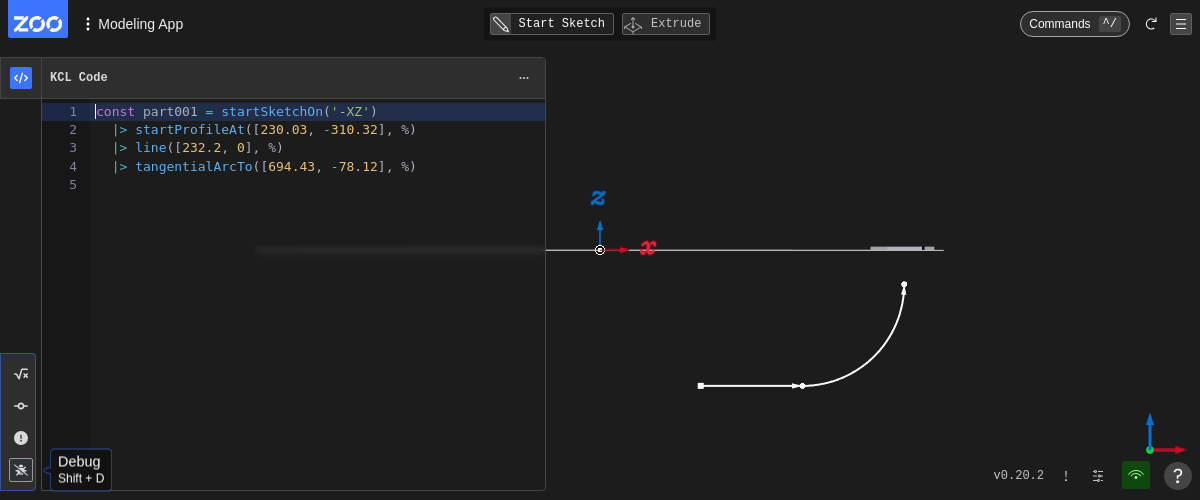 ZOO
Modeling App
Start Sketch
Extrude
Commands ^/
KCL Code
...
1 const part001 = startSketchOn('-XZ')
2 |> startProfileAt([230.03, -310.32], %)
3 |> line([232.2, 0], %)
4 |> tangentialArcTo([694.43, -78.12], %)
5
z
x
Debug
Shift + D
v0.20.2
!
?